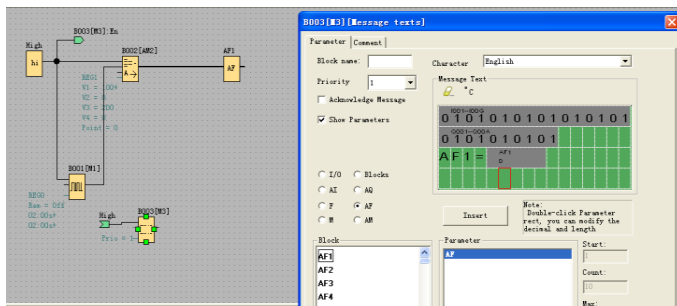 B003[M3]:En
High
hi
B002[AM2]
AF1
AF
REG1
V1 = 100+
V2 = 0
V3 = 200
V4 = 0
Point = 0
B001[M1]
REG0
Rem = Off
02:00s+
02:00s+
High
B003[M3]
Prio = 1
B003[M3][Message texts]
Parameter
Comment
Block name:
Character
English
Priority
1
Message Text
°C
Acknowledge Message
Show Parameters
I001-I00G
0 1 0 1 0 1 0 1 0 1 0 1 0 1 0 1
Q001-Q00A
0 1 0 1 0 1 0 1 0 1
AF1=
AF1
0
I/O
Blocks
AI
AQ
F
AF
M
AM
Insert
Note:
Double-click Parameter
rect, you can modify the
decimal and length
Block
AF1
AF2
AF3
AF4
Parameter
AF
Start:
1
Count:
10
Max: